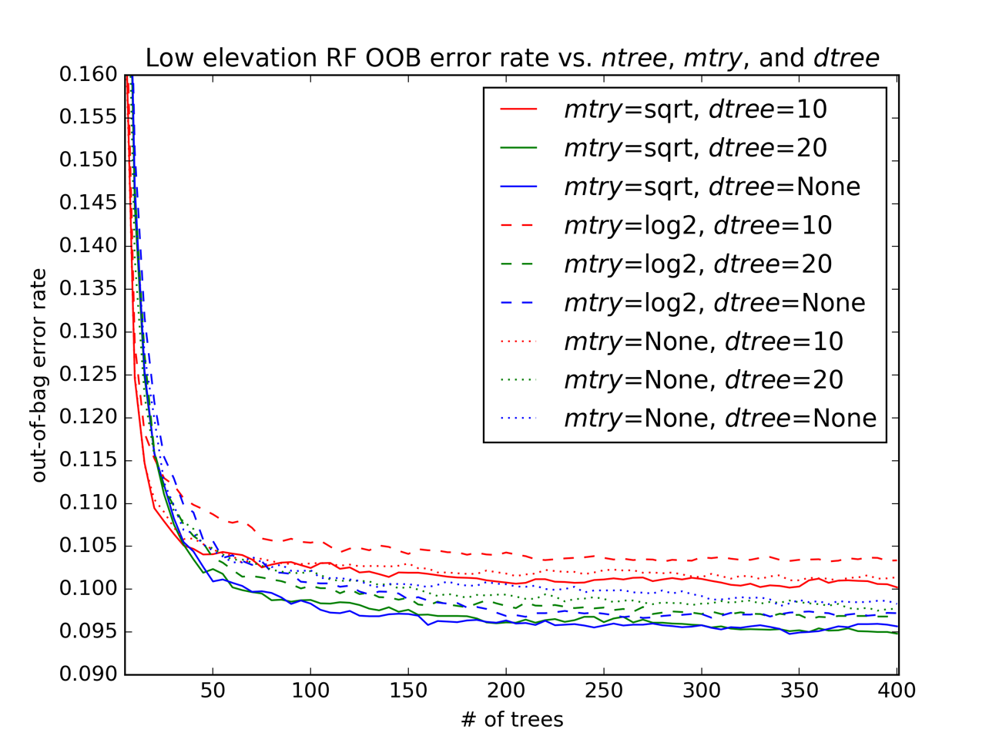 Low elevation RF OOB error rate vs. ntree, mtry, and dtree
0.160
0.155
0.150
0.145
0.140
0.135
0.130
0.125
0.120
0.115
0.110
0.105
0.100
0.095
0.090
out-of-bag error rate
mtry=sqrt, dtree=10
mtry=sqrt, dtree=20
mtry=sqrt, dtree=None
mtry=log2, dtree=10
mtry=log2, dtree=20
mtry=log2, dtree=None
mtry=None, dtree=10
mtry=None, dtree=20
mtry=None, dtree=None
50 100 150 200 250 300 350 400
# of trees